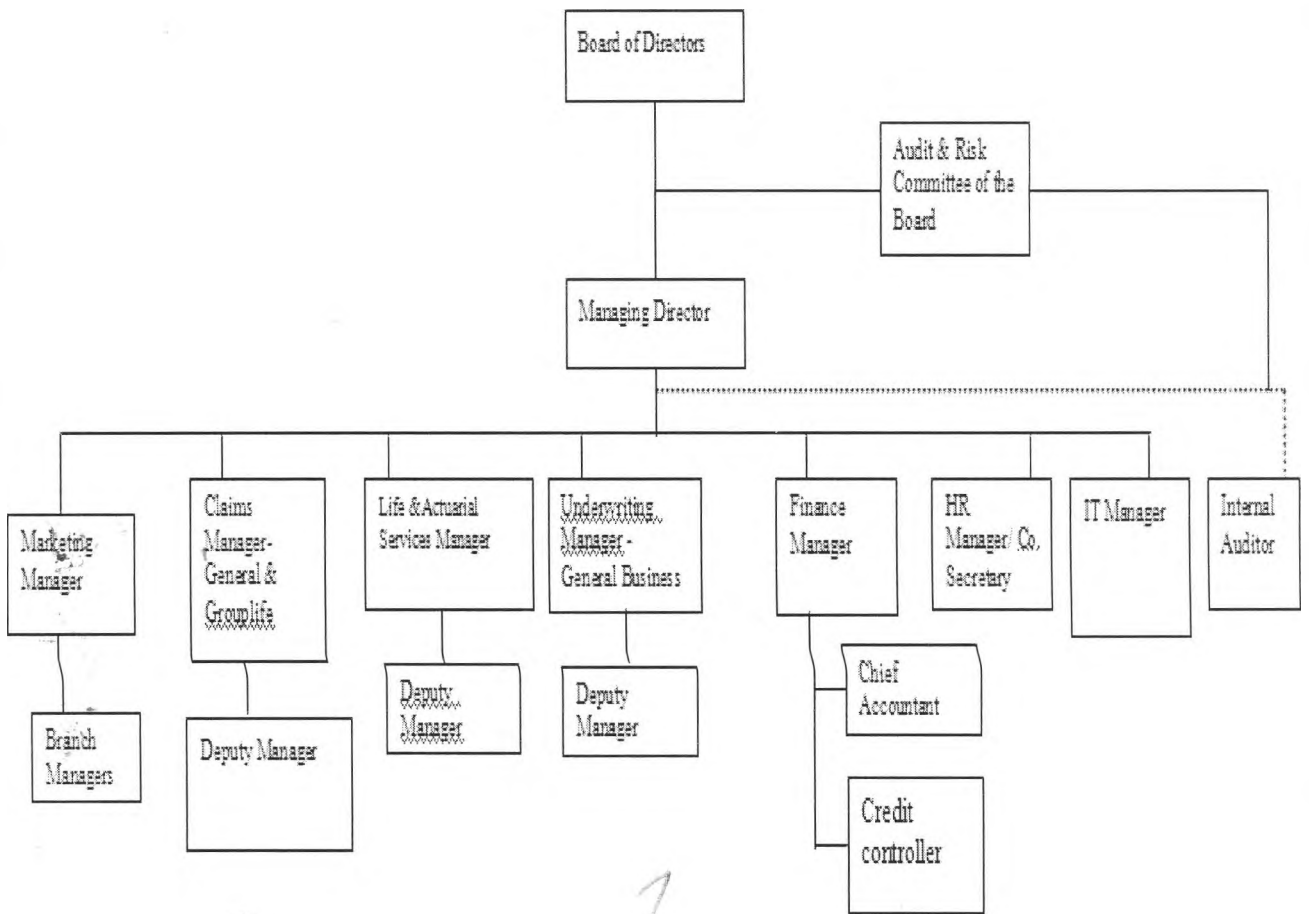 Board of Directors
Audit & Risk
Committee of the
Board
Managing Director
Marketing
Manager
Claims
Manager-
General &
Grouplife
Life & Actuarial
Services Manager
Underwriting
Manager -
General Business
Finance
Manager
HR
Manager/ Co.
Secretary
IT Manager
Internal
Auditor
Branch
Managers
Deputy Manager
Deputy
Manager
Deputy
Manager
Chief
Accountant
Credit
controller